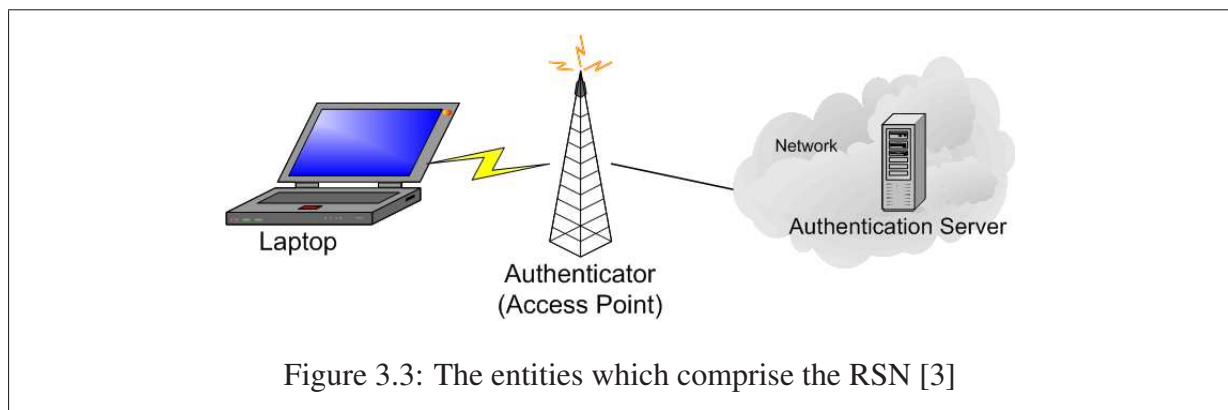 Network
Authentication Server
Laptop
Authenticator
(Access Point)
Figure 3.3: The entities which comprise the RSN [3]